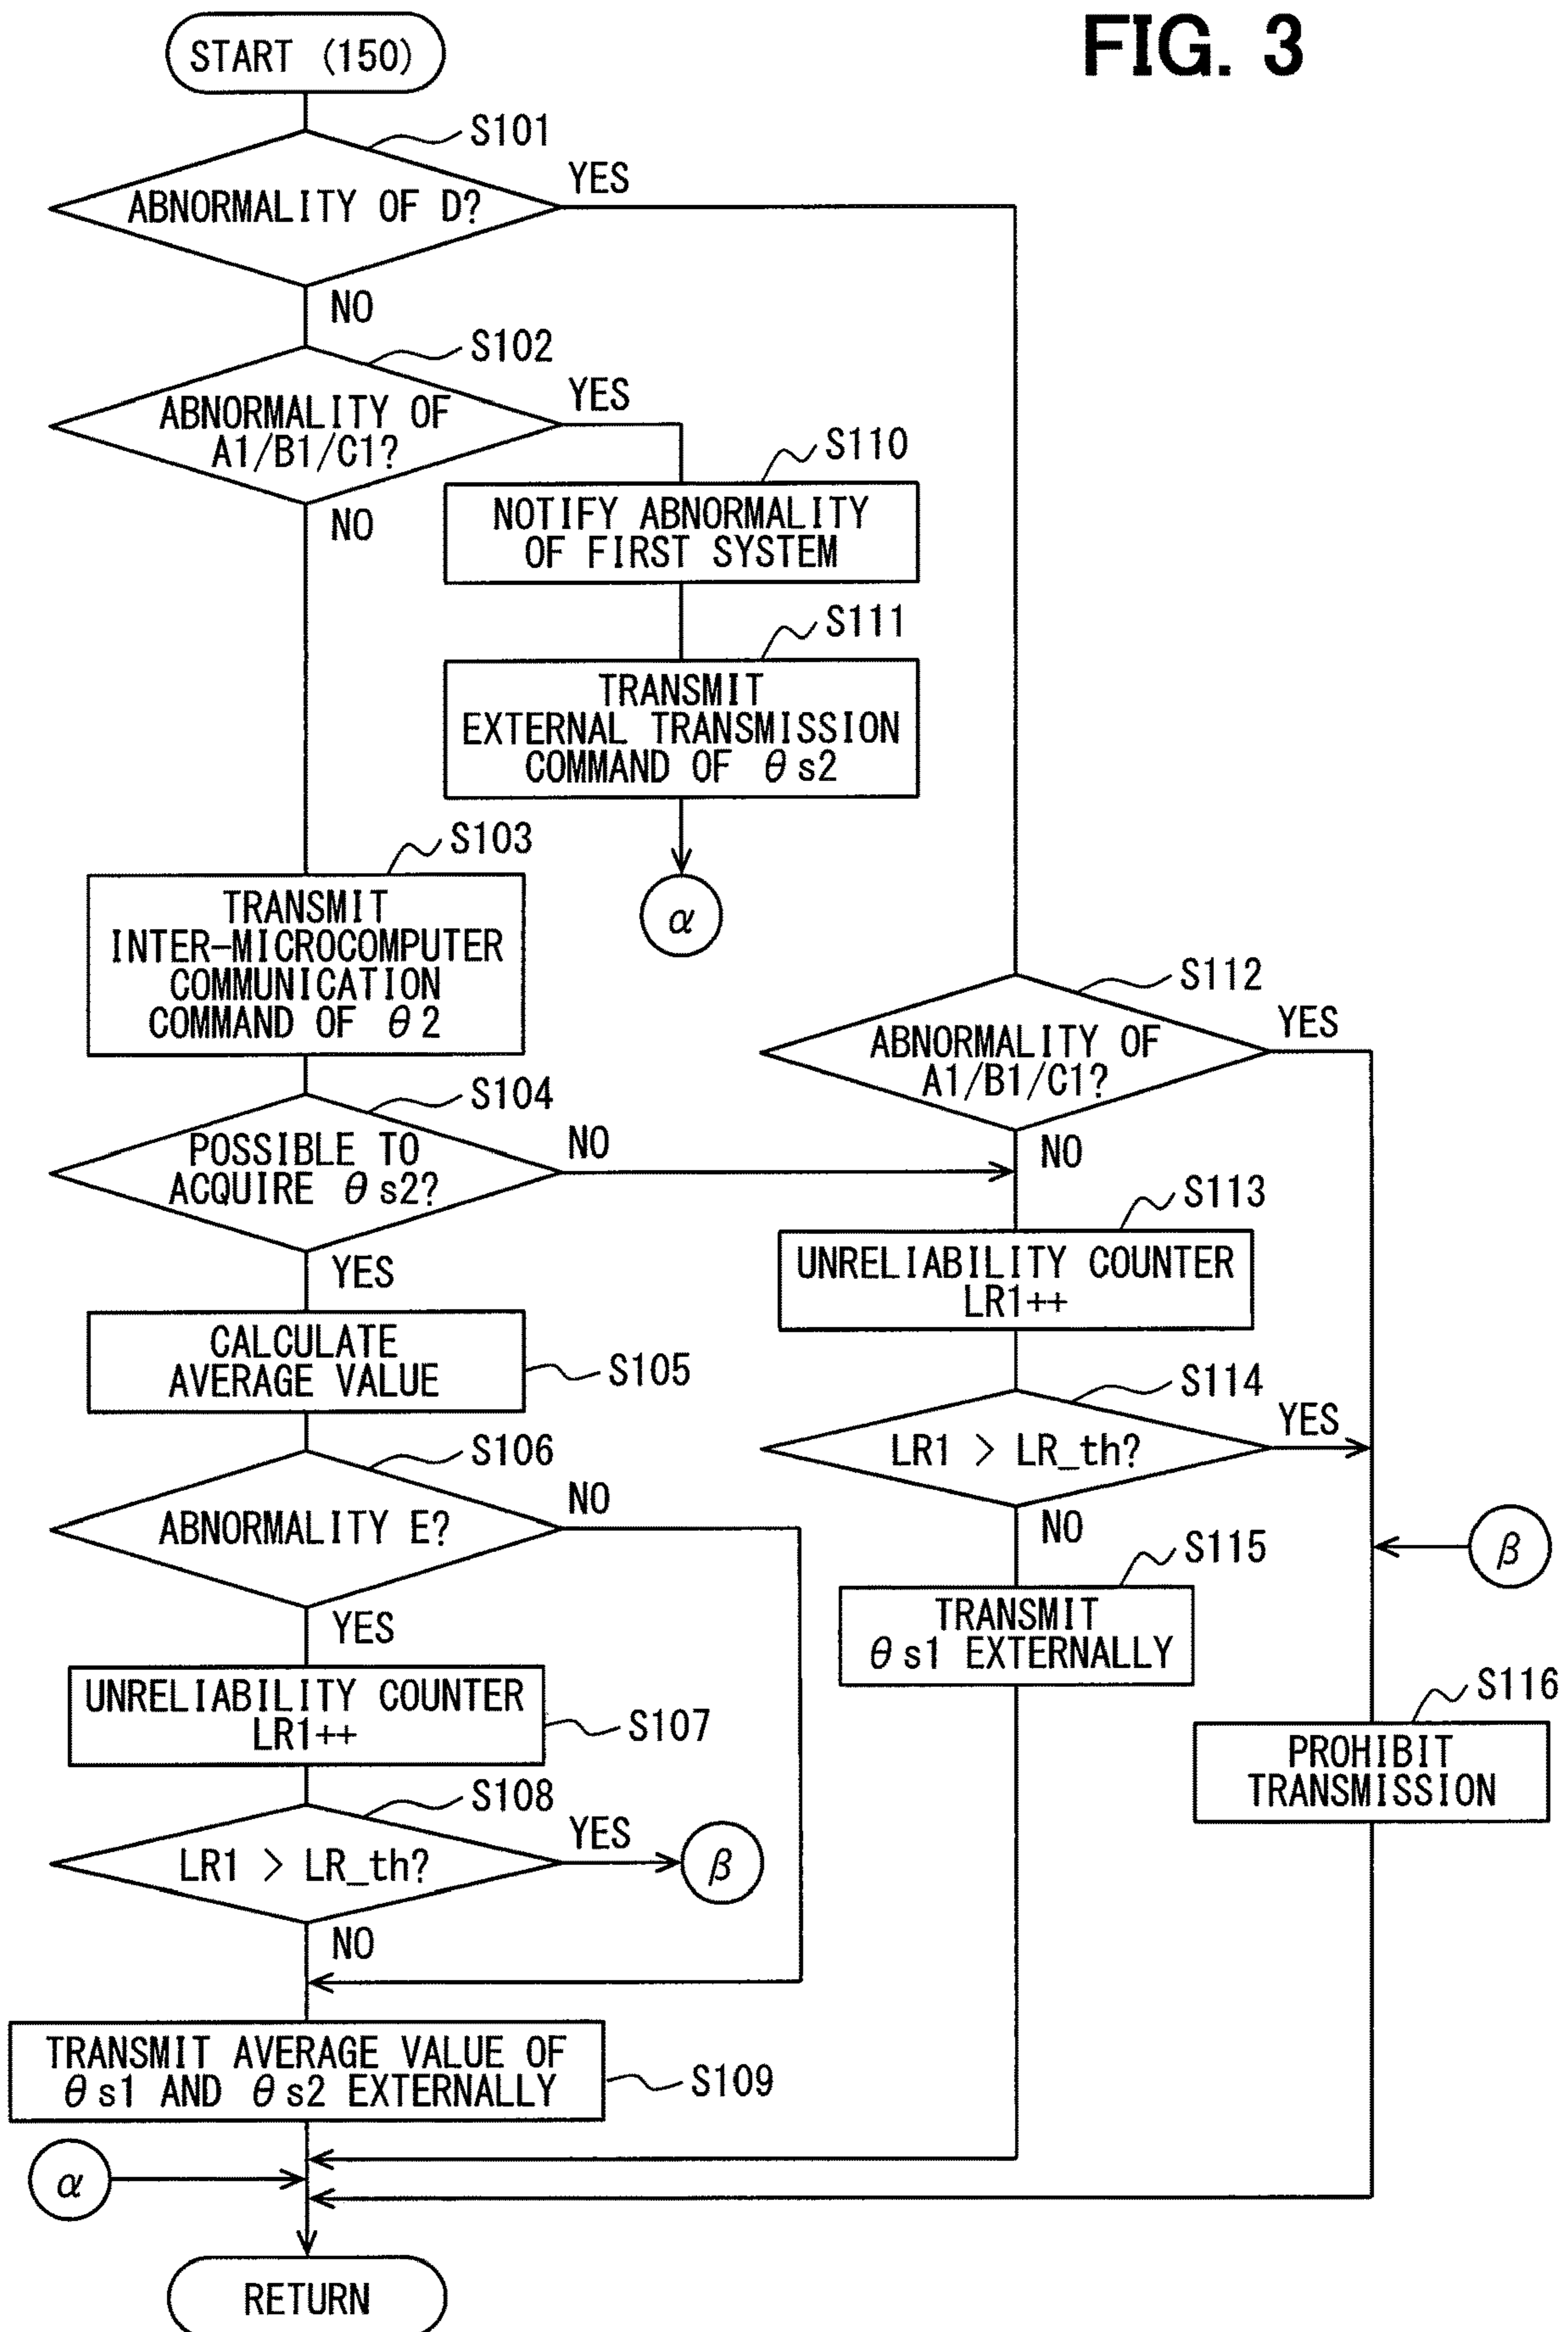 FIG. 3
START (150)
S101
ABNORMALITY OF D?
YES
NO
S102
ABNORMALITY OF
A1/B1/C1?
YES
NO
S110
NOTIFY ABNORMALITY
OF FIRST SYSTEM
S111
TRANSMIT
EXTERNAL TRANSMISSION
COMMAND OF θs2
α
S103
TRANSMIT
INTER-MICROCOMPUTER
COMMUNICATION
COMMAND OF θ2
S104
POSSIBLE TO
ACQUIRE θs2?
NO
YES
CALCULATE
AVERAGE VALUE
S105
S106
ABNORMALITY E?
NO
YES
UNRELIABILITY COUNTER
LR1++
S107
S108
LR1 > LR_th?
YES
β
NO
TRANSMIT AVERAGE VALUE OF
θs1 AND θs2 EXTERNALLY
S109
S112
ABNORMALITY OF
A1/B1/C1?
YES
NO
S113
UNRELIABILITY COUNTER
LR1++
S114
LR1 > LR_th?
YES
NO
β
S115
TRANSMIT
θs1 EXTERNALLY
S116
PROHIBIT
TRANSMISSION
α
RETURN